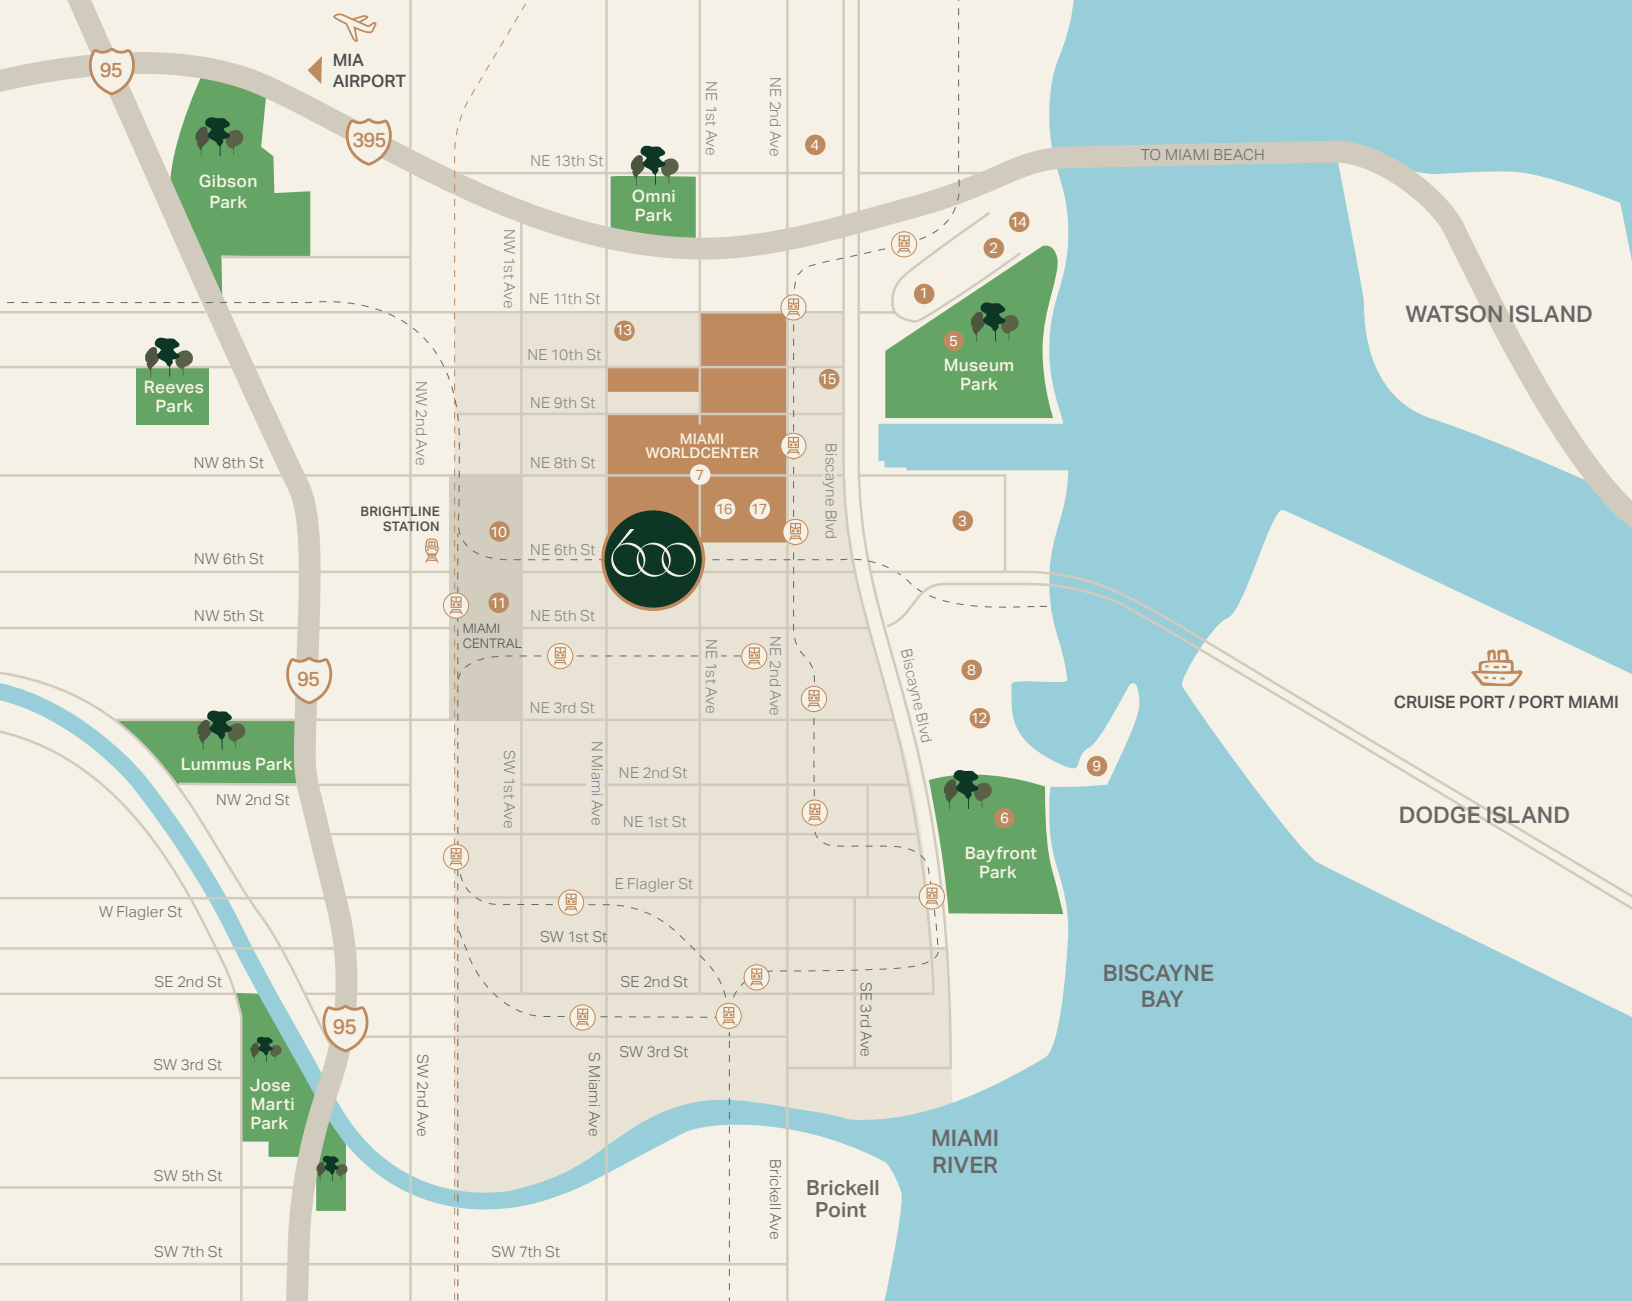 MIA
AIRPORT
95
395
Gibson
Park
NE 13th St
NE 1st Ave
NE 2nd Ave
4
TO MIAMI BEACH
Omni
Park
14
2
1
NW 1st Ave
NE 11th St
13
WATSON ISLAND
5
Museum
Park
Reeves
Park
NE 10th St
15
NE 9th St
NW 2nd Ave
MIAMI
WORLDCENTER
7
NW 8th St
NE 8th St
Biscayne Blvd
16
17
3
BRIGHTLINE
STATION
10
NW 6th St
NE 6th St
600
11
NW 5th St
NE 5th St
MIAMI
CENTRAL
NE 1st Ave
NE 2nd Ave
Biscayne Blvd
8
95
CRUISE PORT / PORT MIAMI
NE 3rd St
12
Lummus Park
SW 1st Ave
N Miami Ave
NE 2nd St
9
NW 2nd St
NE 1st St
6
DODGE ISLAND
Bayfront
Park
E Flagler St
W Flagler St
SW 1st St
SE 2nd St
SE 2nd St
BISCAYNE
BAY
SE 3rd Ave
95
SW 3rd St
SW 3rd St
Jose
Marti
Park
SW 2nd Ave
S Miami Ave
MIAMI
RIVER
SW 5th St
Brickell Ave
Brickell
Point
SW 7th St
SW 7th St